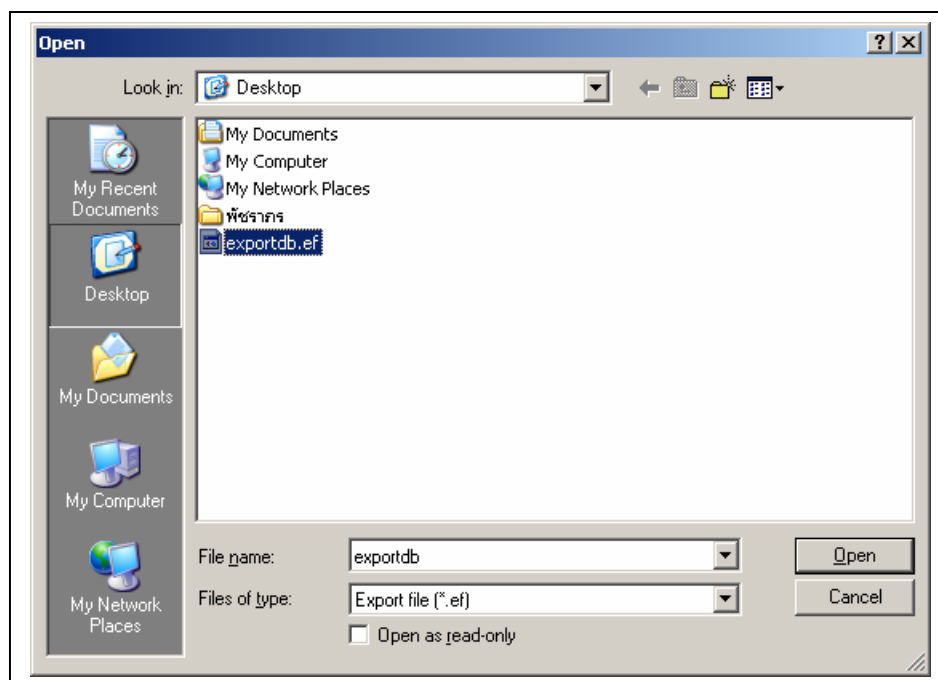 Open
Look in: Desktop
My Recent
Documents
Desktop
My Documents
My Computer
My Network
Places
My Documents
My Computer
My Network Places
พัชราภร
exportdb.ef
File name: exportdb Open
Files of type: Export file (*.ef) Cancel
Open as read-only